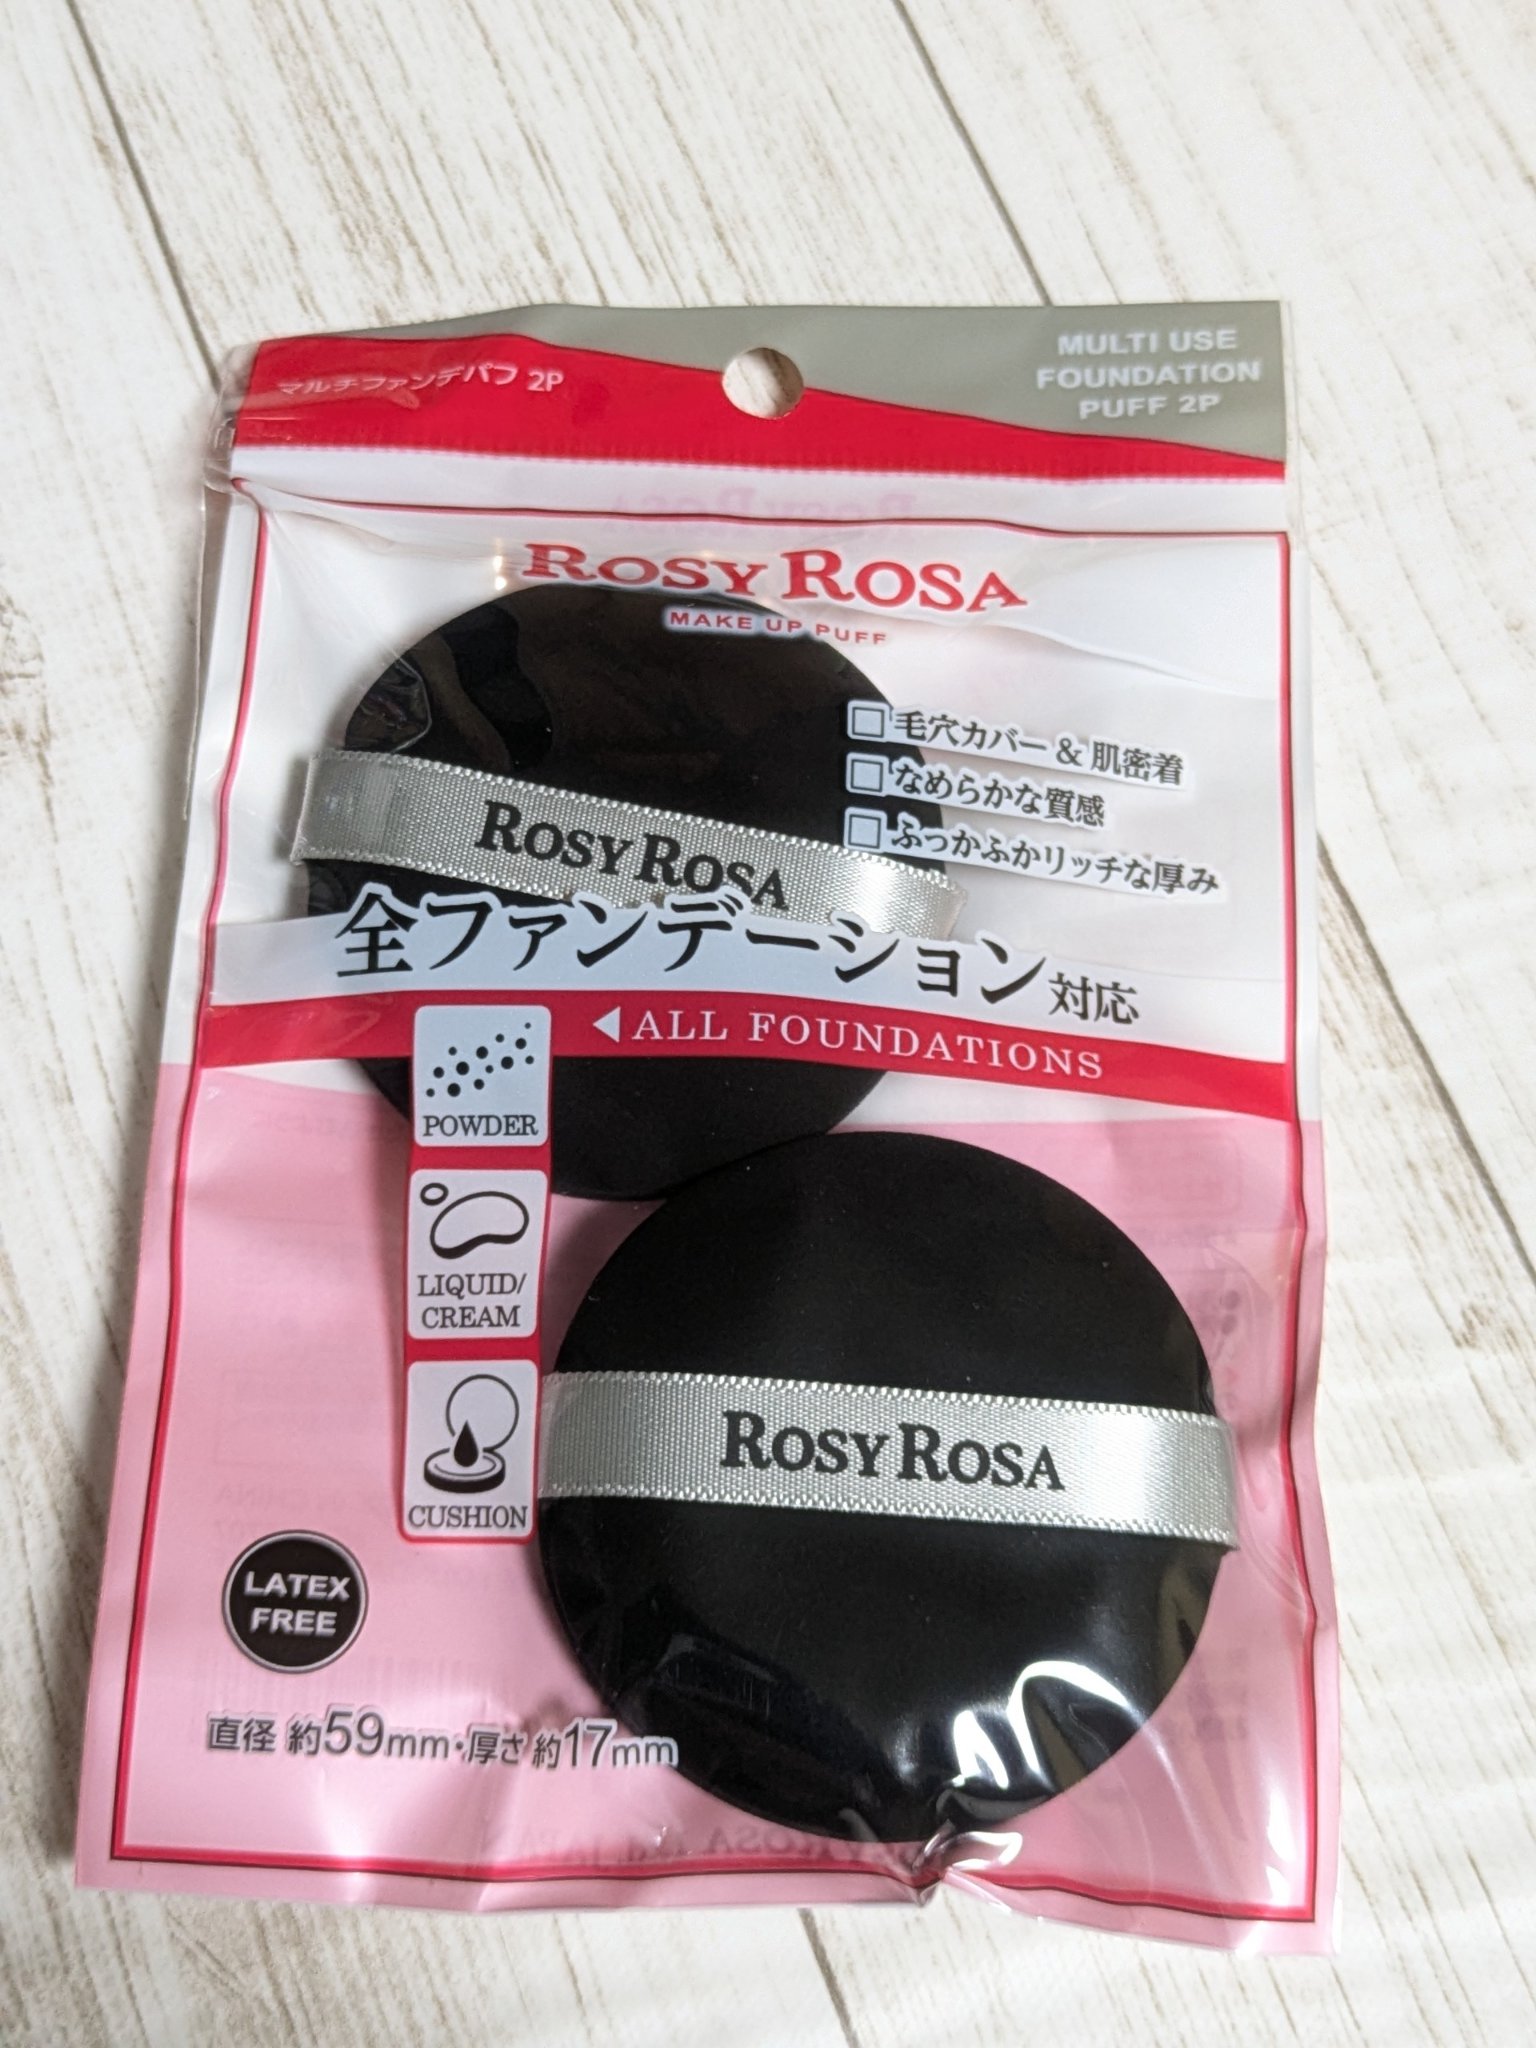 マルチファンデパフ 2P
MULTI USE
FOUNDATION
PUFF 2P
ROSY ROSA
MAKE UP PUFF
□ 毛穴カバー & 肌密着
□ なめらかな質感
□ ふっかふかリッチな厚み
ROSY ROSA
全ファンデーション対応
◀ALL FOUNDATIONS
POWDER
LIQUID/
CREAM
CUSHION
ROSY ROSA
LATEX
FREE
直径 約59mm・厚さ 約17mm